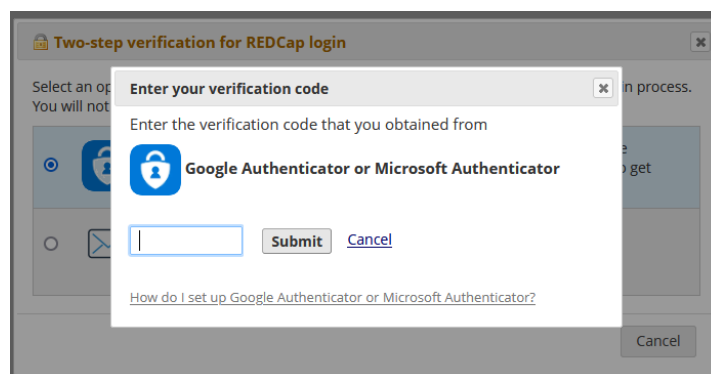 Two-step verification for REDCap login
Select an op
in process.
You will not
Enter your verification code
Enter the verification code that you obtained from
Google Authenticator or Microsoft Authenticator
get
Submit
Cancel
How do I set up Google Authenticator or Microsoft Authenticator?
Cancel